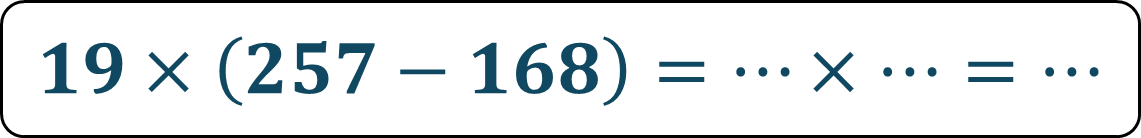 19 × (257 − 168) = ⋯ × ⋯ = ⋯